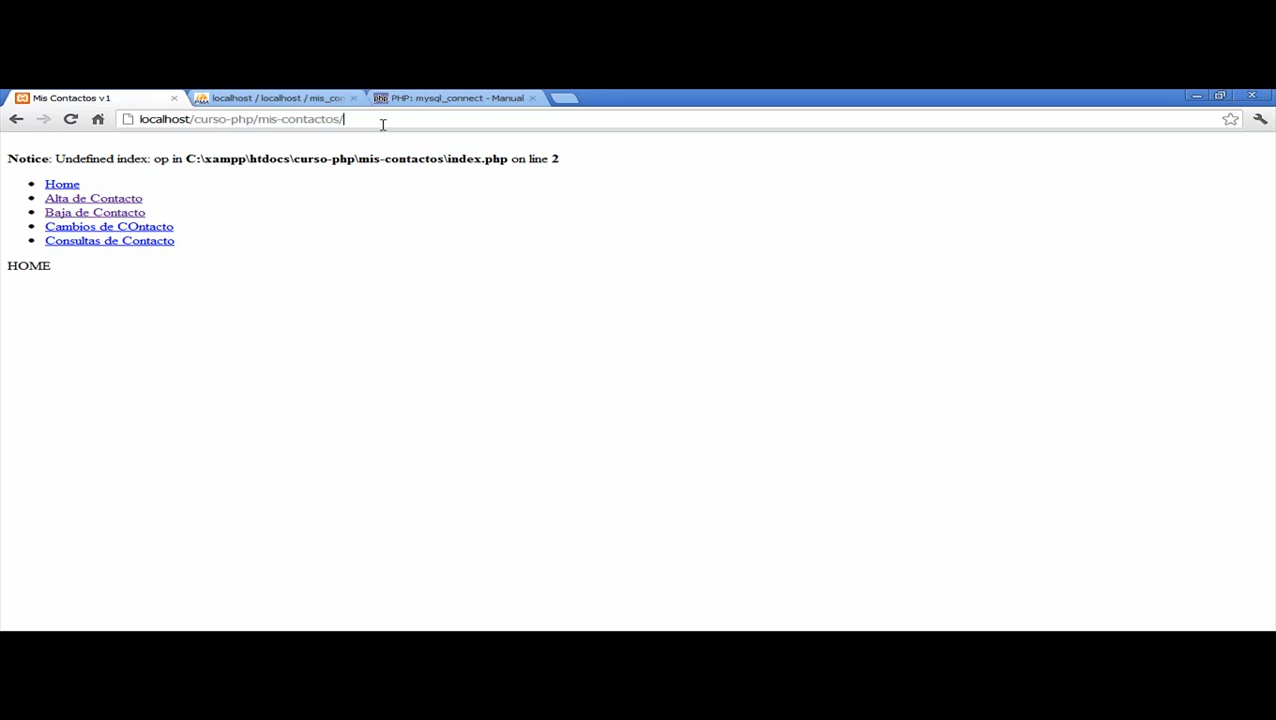 Mis Contactos v1
localhost / localhost / mis_con
php PHP: mysql_connect - Manual
localhost/curso-php/mis-contactos/
Notice: Undefined index: op in C:\xampp\htdocs\curso-php\mis-contactos\index.php on line 2
Home
Alta de Contacto
Baja de Contacto
Cambios de COntacto
Consultas de Contacto
HOME